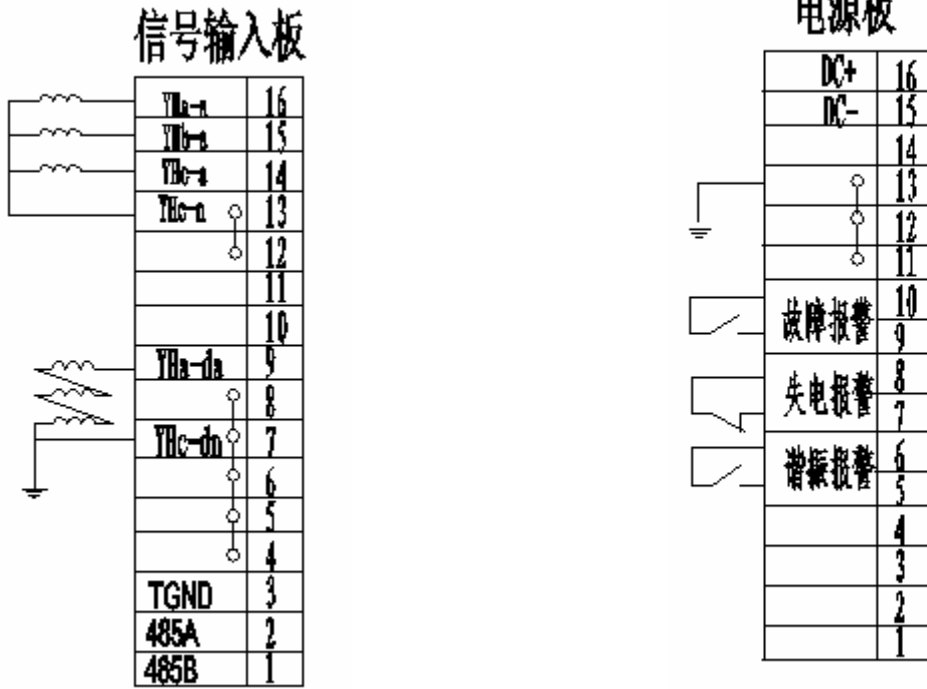 信号输入板
YHa-a 16
YHb-a 15
YHc-a 14
YHc-n 13
12
11
10
YHa-da 9
8
YHc-dn 7
6
5
4
TGND 3
485A 2
485B 1
电源板
DC+ 16
DC- 15
14
13
12
11
故障报警 10
9
失电报警 8
7
谐振报警 6
5
4
3
2
1